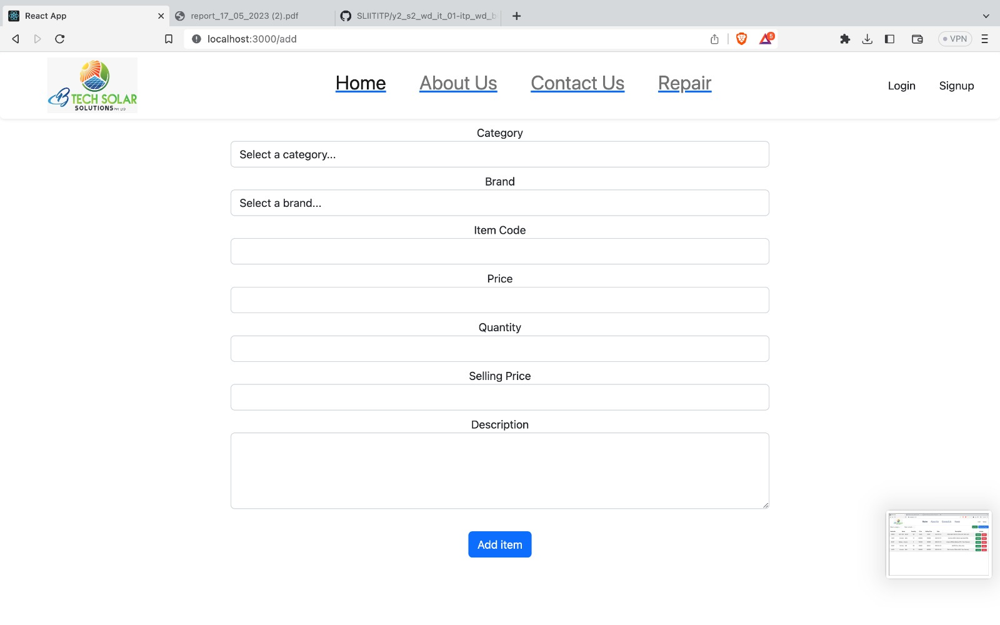 React App
report_17_05_2023 (2).pdf
SLIITITP/y2_s2_wd_it_01-itp_wd_b
localhost:3000/add
5
VPN
B TECH SOLAR
SOLUTIONS PVT LTD
Home About Us Contact Us Repair
Login Signup
Category
Select a category...
Brand
Select a brand...
Item Code
Price
Quantity
Selling Price
Description
Add item